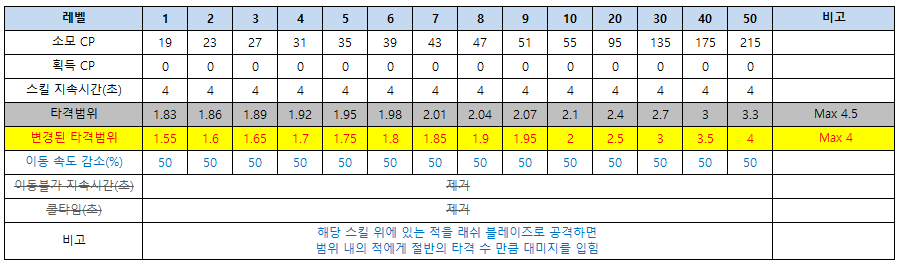 레벨 1 2 3 4 5 6 7 8 9 10 20 30 40 50 비고
소모 CP 19 23 27 31 35 39 43 47 51 55 95 135 175 215
획득 CP 0 0 0 0 0 0 0 0 0 0 0 0 0 0
스킬 지속시간(초) 4 4 4 4 4 4 4 4 4 4 4 4 4 4
타격범위 1.83 1.86 1.89 1.92 1.95 1.98 2.01 2.04 2.07 2.1 2.4 2.7 3 3.3 Max 4.5
변경된 타격범위 1.55 1.6 1.65 1.7 1.75 1.8 1.85 1.9 1.95 2 2.5 3 3.5 4 Max 4
이동 속도 감소(%) 50 50 50 50 50 50 50 50 50 50 50 50 50 50
이동불가 지속시간(초) 제거
쿨타임(초) 제거
비고 해당 스킬 위에 있는 적을 래쉬 블레이즈로 공격하면
범위 내의 적에게 절반의 타격 수 만큼 대미지를 입힘